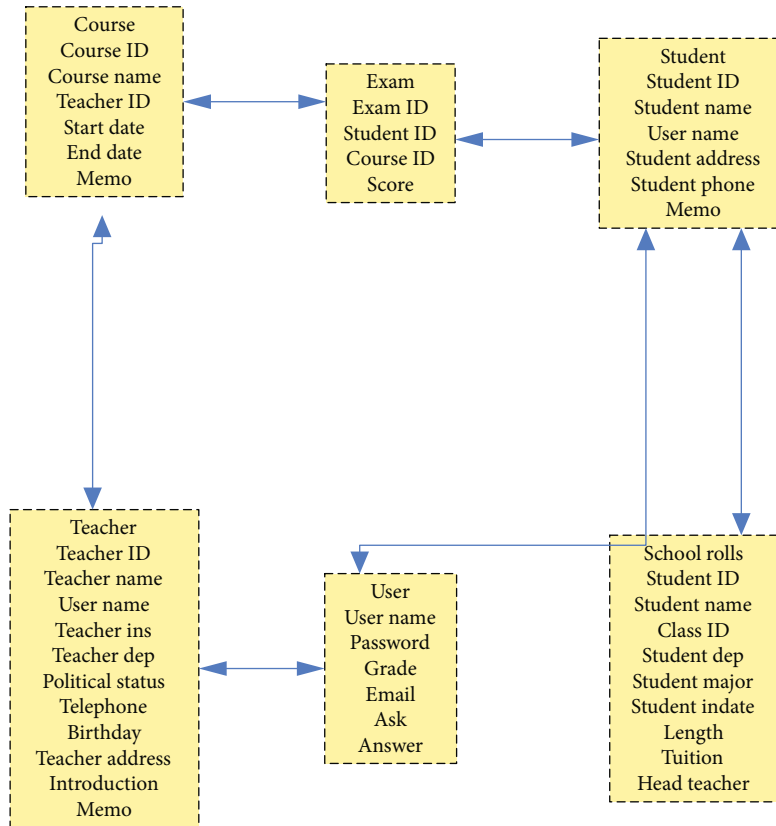 Course
Course ID
Course name
Teacher ID
Start date
End date
Memo
Exam
Exam ID
Student ID
Course ID
Score
Student
Student ID
Student name
User name
Student address
Student phone
Memo
Teacher
Teacher ID
Teacher name
User name
Teacher ins
Teacher dep
Political status
Telephone
Birthday
Teacher address
Introduction
Memo
User
User name
Password
Grade
Email
Ask
Answer
School rolls
Student ID
Student name
Class ID
Student dep
Student major
Student indate
Length
Tuition
Head teacher